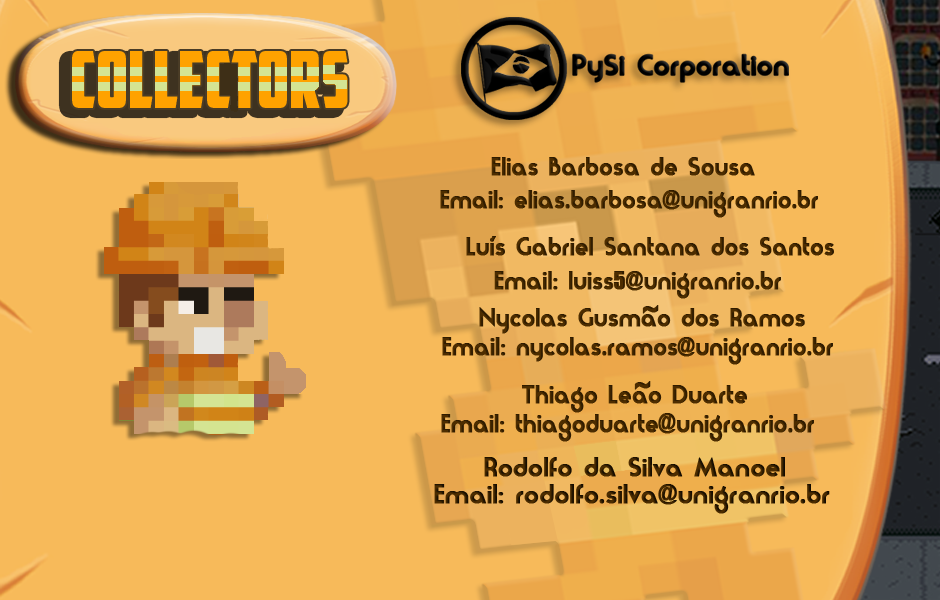 COLLECTORS
PySi Corporation
Elias Barbosa de Sousa
Email: elias.barbosa@unigranrio.br
Luís Gabriel Santana dos Santos
Email: luiss5@unigranrio.br
Nycolas Gusmão dos Ramos
Email: nycolas.ramos@unigranrio.br
Thiago Leão Duarte
Email: thiagoduarte@unigranrio.br
Rodolfo da Silva Manoel
Email: rodolfo.silva@unigranrio.br